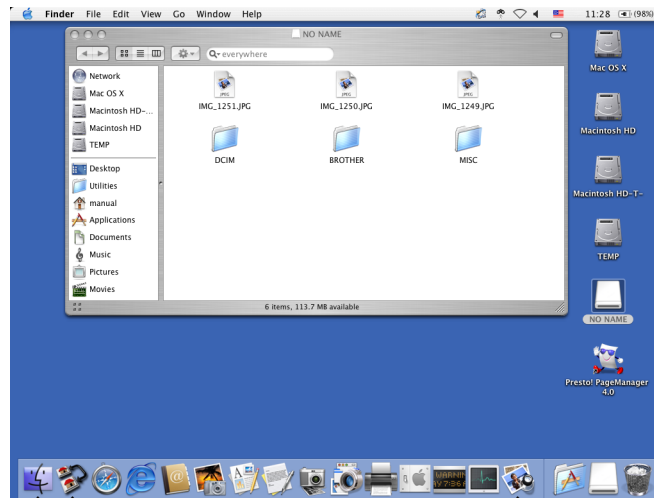 Finder File Edit View Go Window Help 11:28 (98%)
NO NAME
everywhere
Network
Mac OS X
Macintosh HD-...
Macintosh HD
TEMP
Desktop
Utilities
manual
Applications
Documents
Music
Pictures
Movies
JPEG JPEG JPEG
IMG_1251.JPG IMG_1250.JPG IMG_1249.JPG
DCIM BROTHER MISC
6 items, 113.7 MB available
Mac OS X
Macintosh HD
Macintosh HD-T-
TEMP
NO NAME
Presto! PageManager
4.0